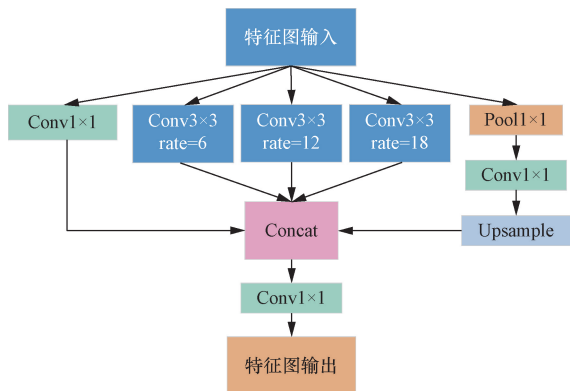 特征图输入
Conv1×1
Conv3×3
rate=6
Conv3×3
rate=12
Conv3×3
rate=18
Pool1×1
Conv1×1
Concat
Upsample
Conv1×1
特征图输出